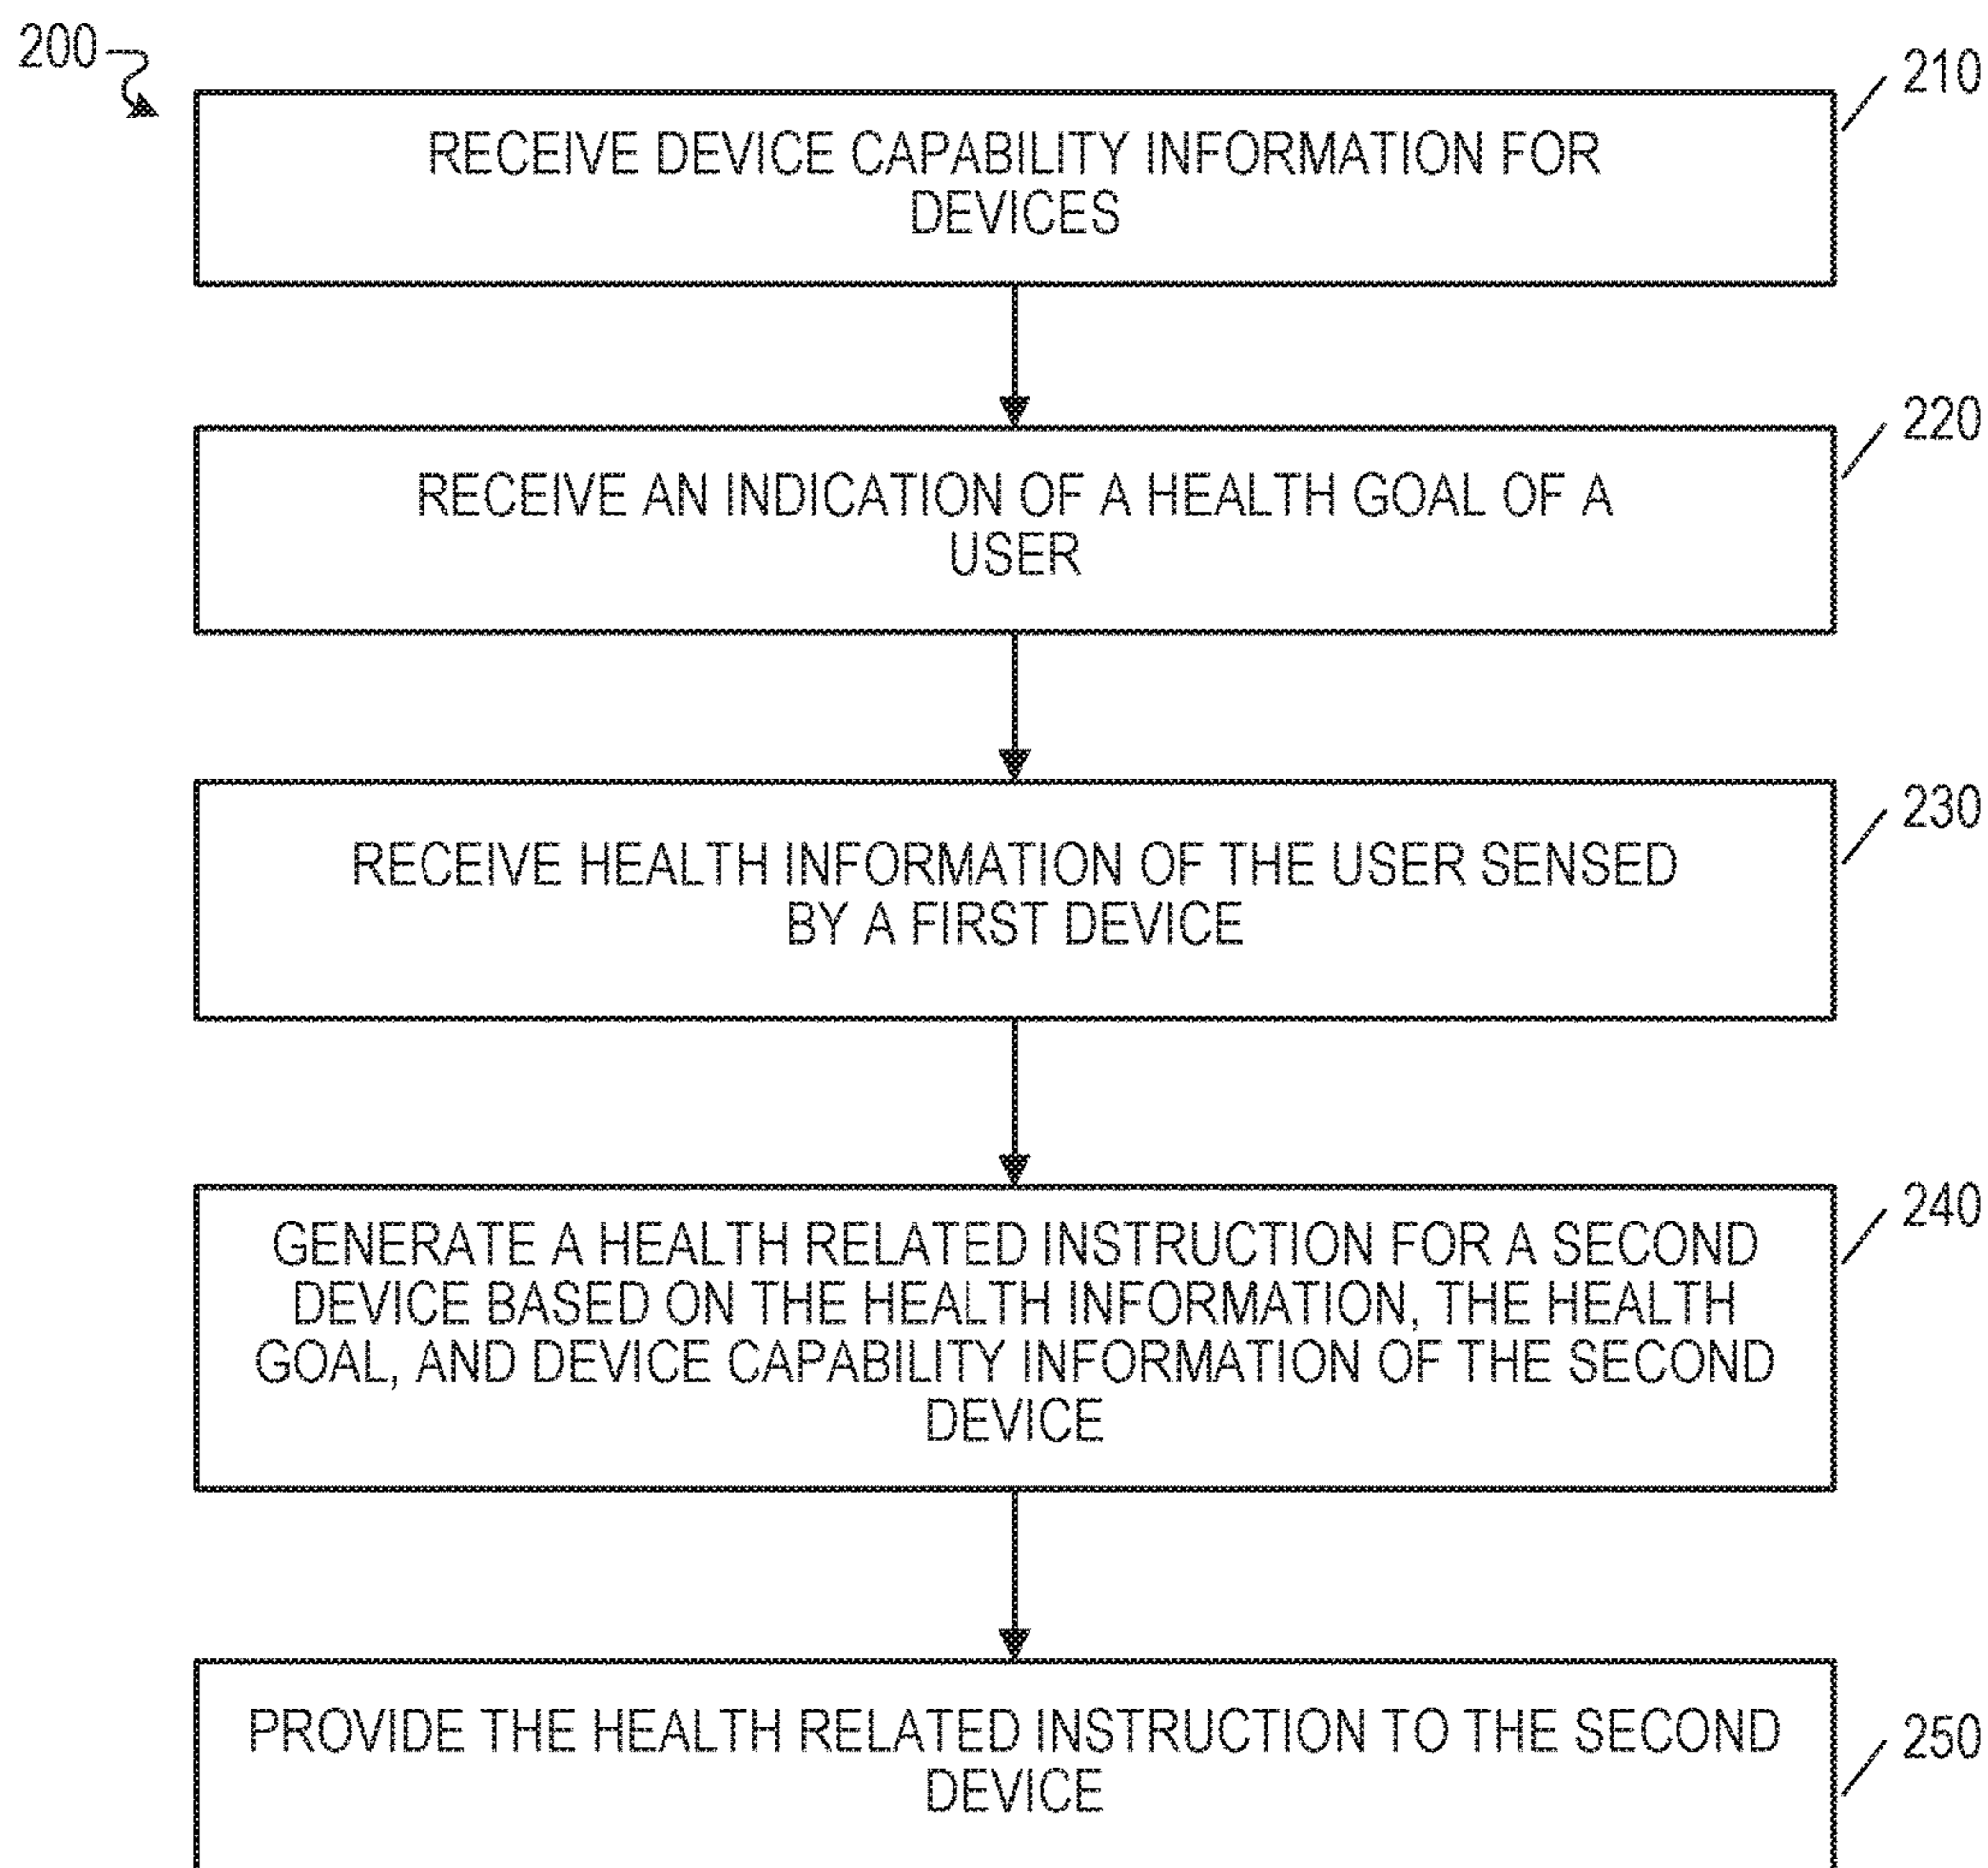 200
210
RECEIVE DEVICE CAPABILITY INFORMATION FOR
DEVICES
220
RECEIVE AN INDICATION OF A HEALTH GOAL OF A
USER
230
RECEIVE HEALTH INFORMATION OF THE USER SENSED
BY A FIRST DEVICE
240
GENERATE A HEALTH RELATED INSTRUCTION FOR A SECOND
DEVICE BASED ON THE HEALTH INFORMATION, THE HEALTH
GOAL, AND DEVICE CAPABILITY INFORMATION OF THE SECOND
DEVICE
250
PROVIDE THE HEALTH RELATED INSTRUCTION TO THE SECOND
DEVICE